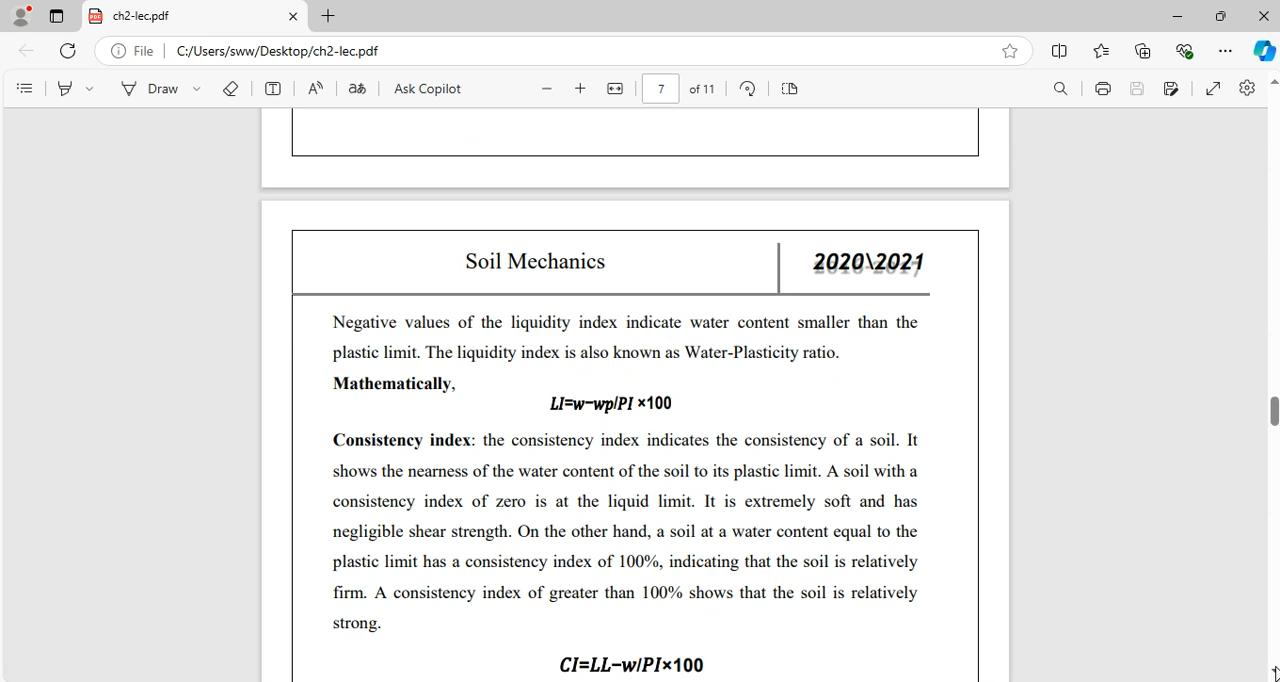 ch2-lec.pdf
File C:/Users/sww/Desktop/ch2-lec.pdf
Draw Ask Copilot 7 of 11
Soil Mechanics 2020\2021
Negative values of the liquidity index indicate water content smaller than the
plastic limit. The liquidity index is also known as Water-Plasticity ratio.
Mathematically,
LI=w−wp/PI ×100
Consistency index: the consistency index indicates the consistency of a soil. It
shows the nearness of the water content of the soil to its plastic limit. A soil with a
consistency index of zero is at the liquid limit. It is extremely soft and has
negligible shear strength. On the other hand, a soil at a water content equal to the
plastic limit has a consistency index of 100%, indicating that the soil is relatively
firm. A consistency index of greater than 100% shows that the soil is relatively
strong.
CI=LL−w/PI×100